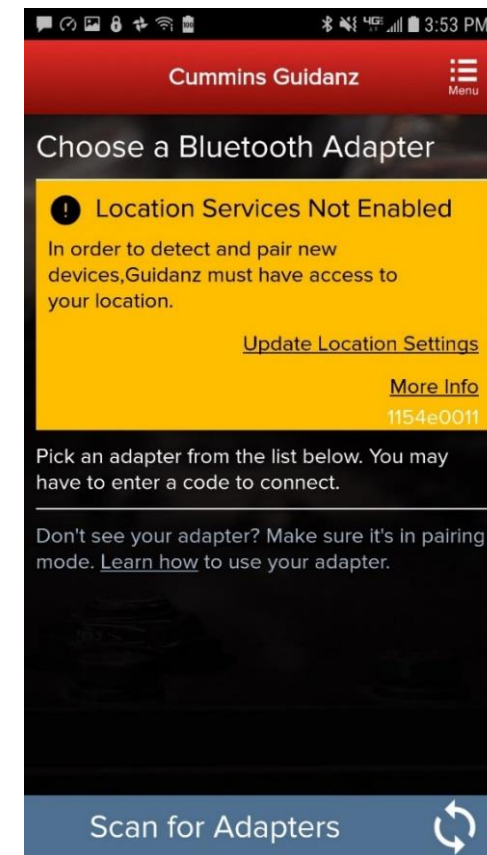 100 4GE 3:53 PM
Cummins Guidanz
Menu
Choose a Bluetooth Adapter
! Location Services Not Enabled
In order to detect and pair new
devices,Guidanz must have access to
your location.
Update Location Settings
More Info
1154e0011
Pick an adapter from the list below. You may
have to enter a code to connect.
Don't see your adapter? Make sure it's in pairing
mode. Learn how to use your adapter.
Scan for Adapters